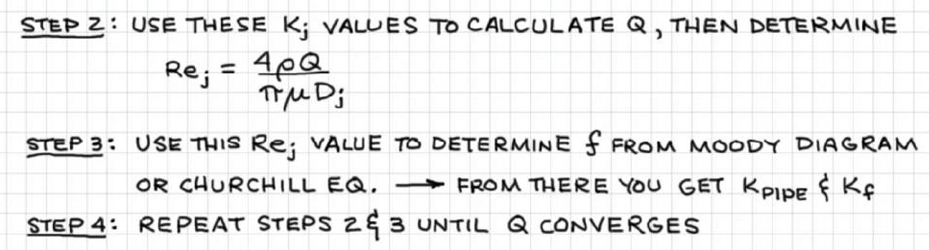 STEP 2: USE THESE Kj VALUES TO CALCULATE Q, THEN DETERMINE
Rej = 4ρQ / πμDj
STEP 3: USE THIS Rej VALUE TO DETERMINE f FROM MOODY DIAGRAM
OR CHURCHILL EQ. → FROM THERE YOU GET KPIPE & Kf
STEP 4: REPEAT STEPS 2 & 3 UNTIL Q CONVERGES